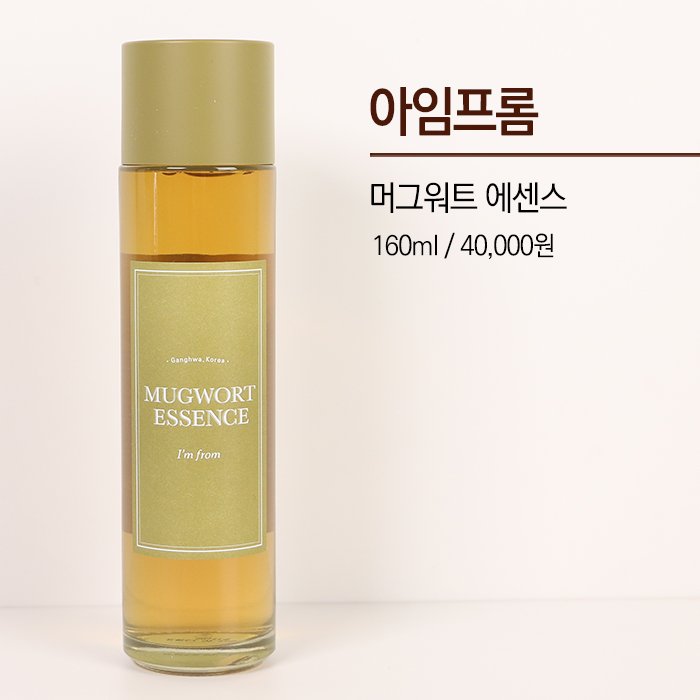 아임프롬
머그워트 에센스
160ml / 40,000원
· Ganghwa, Korea ·
MUGWORT
ESSENCE
I'm from